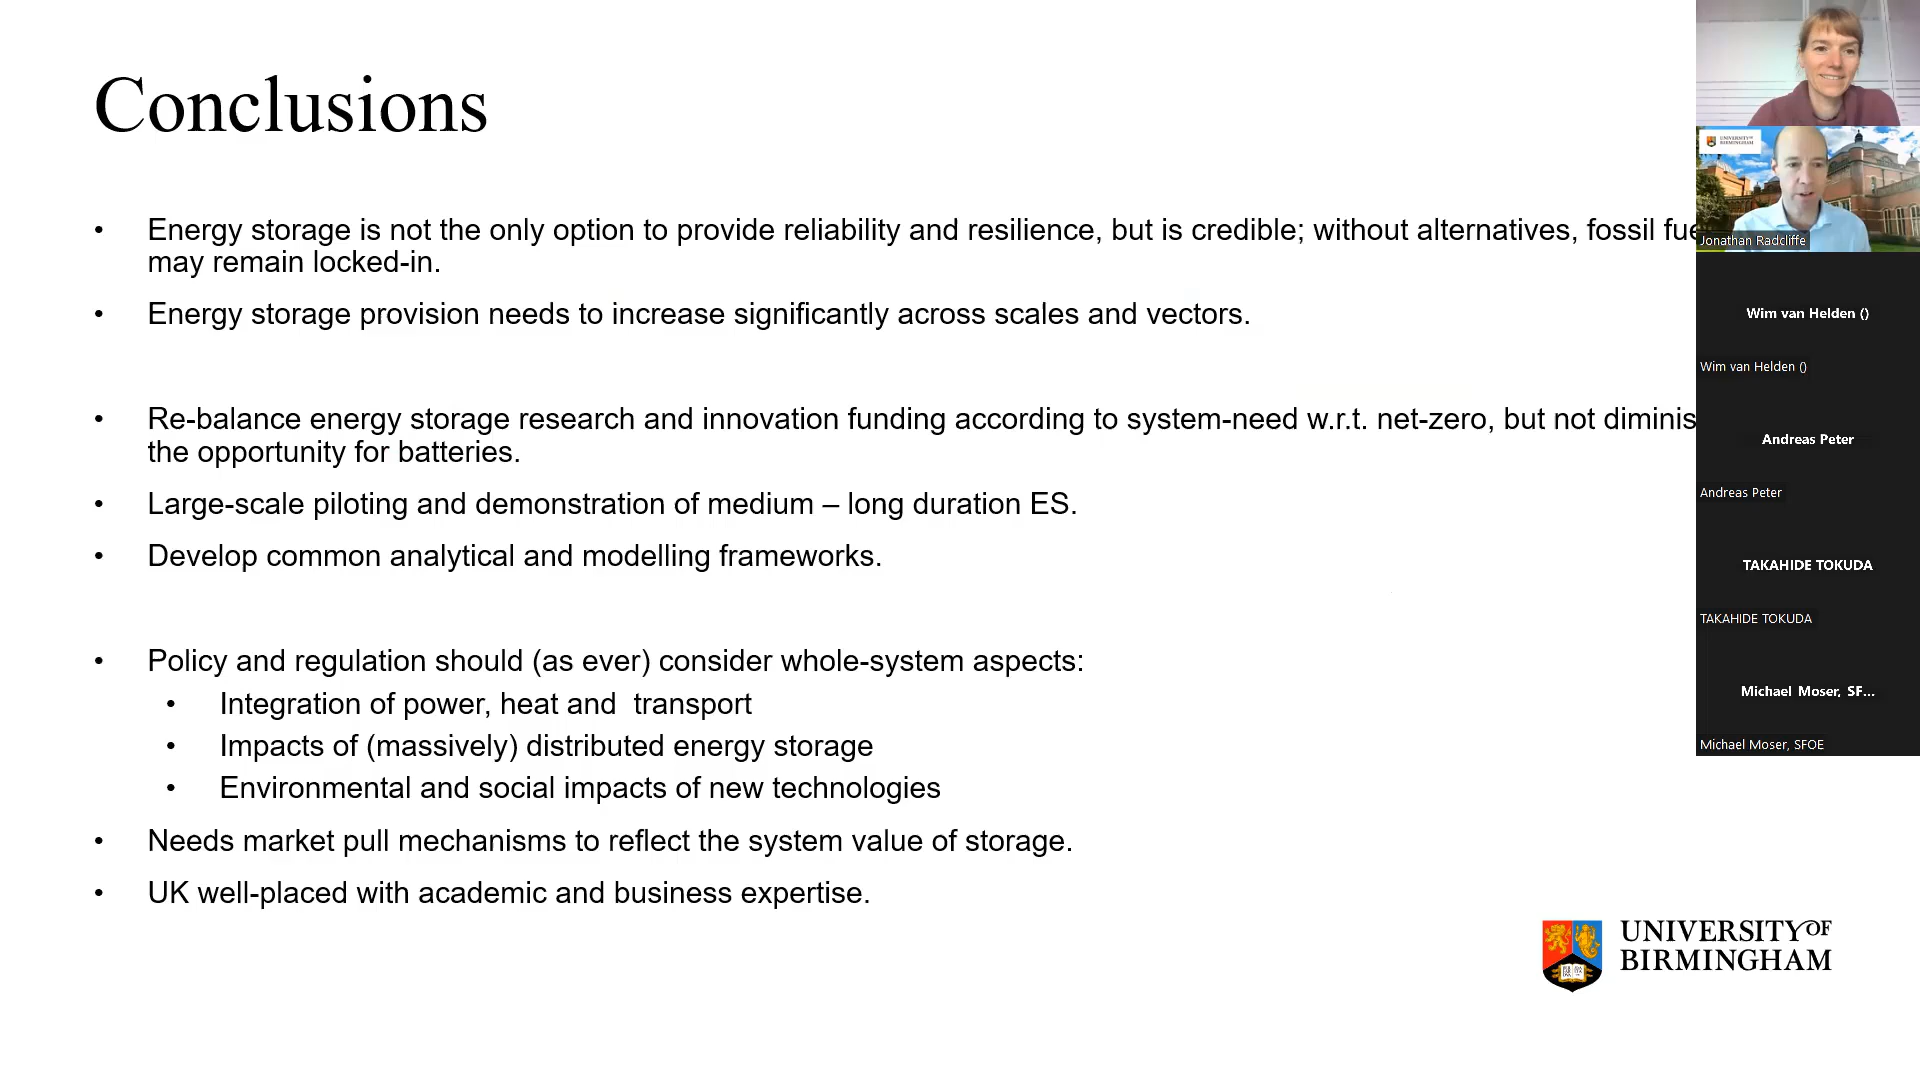 Conclusions
• Energy storage is not the only option to provide reliability and resilience, but is credible; without alternatives, fossil fue
may remain locked-in.
• Energy storage provision needs to increase significantly across scales and vectors.
• Re-balance energy storage research and innovation funding according to system-need w.r.t. net-zero, but not diminis
the opportunity for batteries.
• Large-scale piloting and demonstration of medium – long duration ES.
• Develop common analytical and modelling frameworks.
• Policy and regulation should (as ever) consider whole-system aspects:
• Integration of power, heat and  transport
• Impacts of (massively) distributed energy storage
• Environmental and social impacts of new technologies
• Needs market pull mechanisms to reflect the system value of storage.
• UK well-placed with academic and business expertise.
UNIVERSITY OF
BIRMINGHAM
UNIVERSITY OF
BIRMINGHAM
Jonathan Radcliffe
Wim van Helden ()
Wim van Helden ()
Andreas Peter
Andreas Peter
TAKAHIDE TOKUDA
TAKAHIDE TOKUDA
Michael Moser, SF...
Michael Moser, SFOE